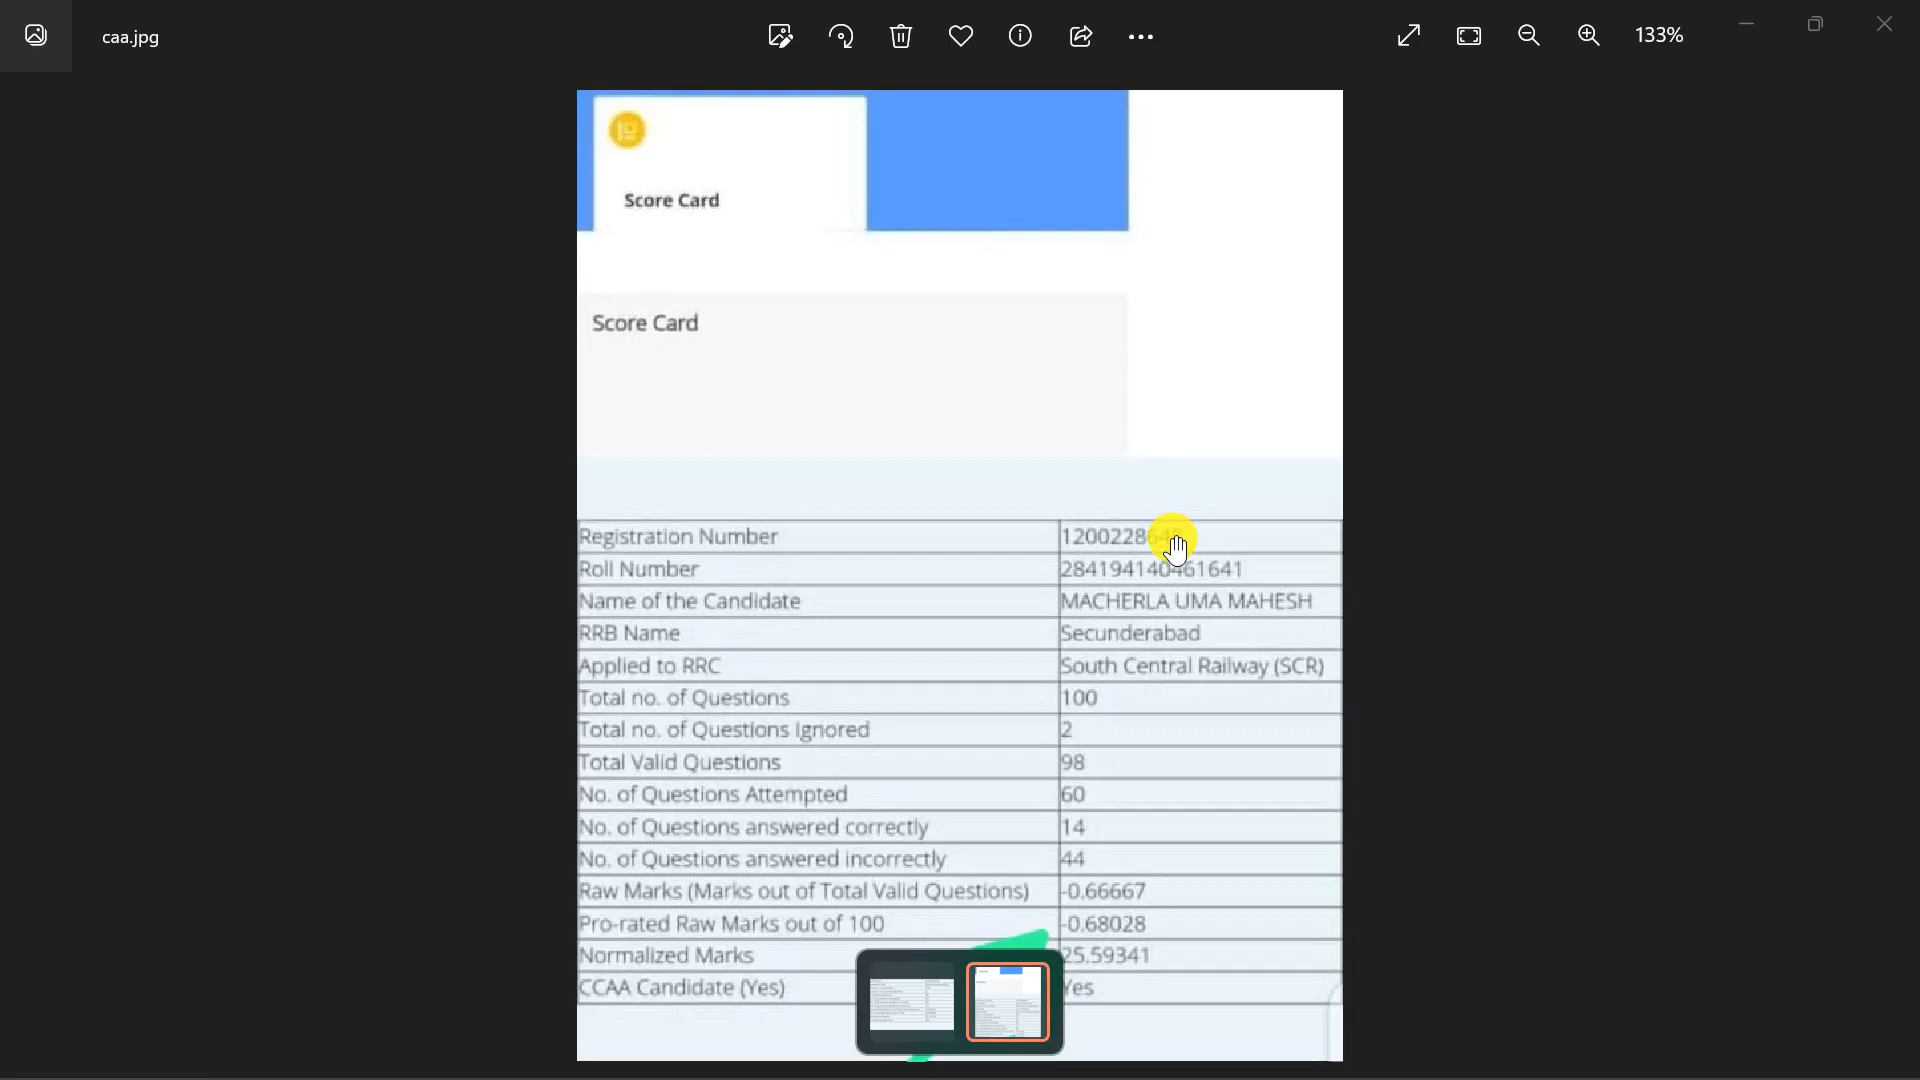 caa.jpg
133%
Score Card
Score Card
Registration Number 1200228
Roll Number 284194140461641
Name of the Candidate MACHERLA UMA MAHESH
RRB Name Secunderabad
Applied to RRC South Central Railway (SCR)
Total no. of Questions 100
Total no. of Questions Ignored 2
Total Valid Questions 98
No. of Questions Attempted 60
No. of Questions answered correctly 14
No. of Questions answered incorrectly 44
Raw Marks (Marks out of Total Valid Questions) -0.66667
Pro-rated Raw Marks out of 100 -0.68028
Normalized Marks 25.59341
CCAA Candidate (Yes) Yes